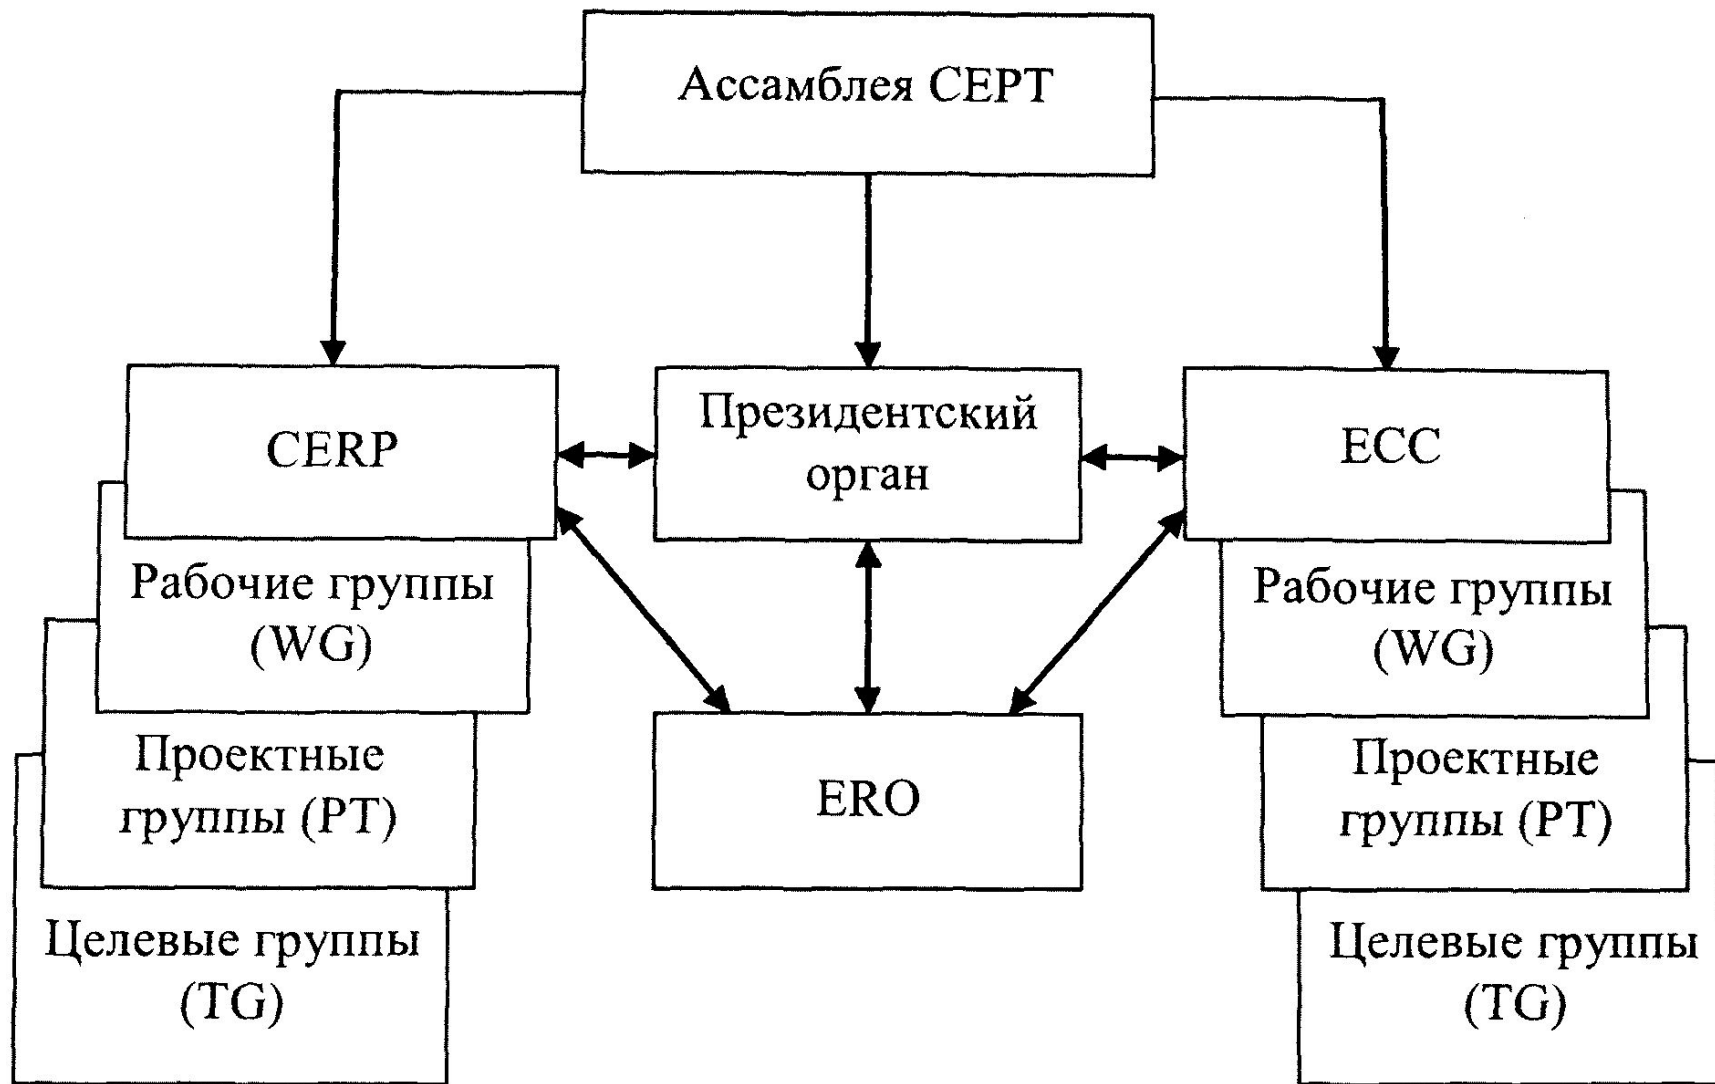 Ассамблея CEPT
CERP
Президентский
орган
ECC
Рабочие группы
(WG)
Рабочие группы
(WG)
Проектные
группы (PT)
ERO
Проектные
группы (PT)
Целевые группы
(TG)
Целевые группы
(TG)